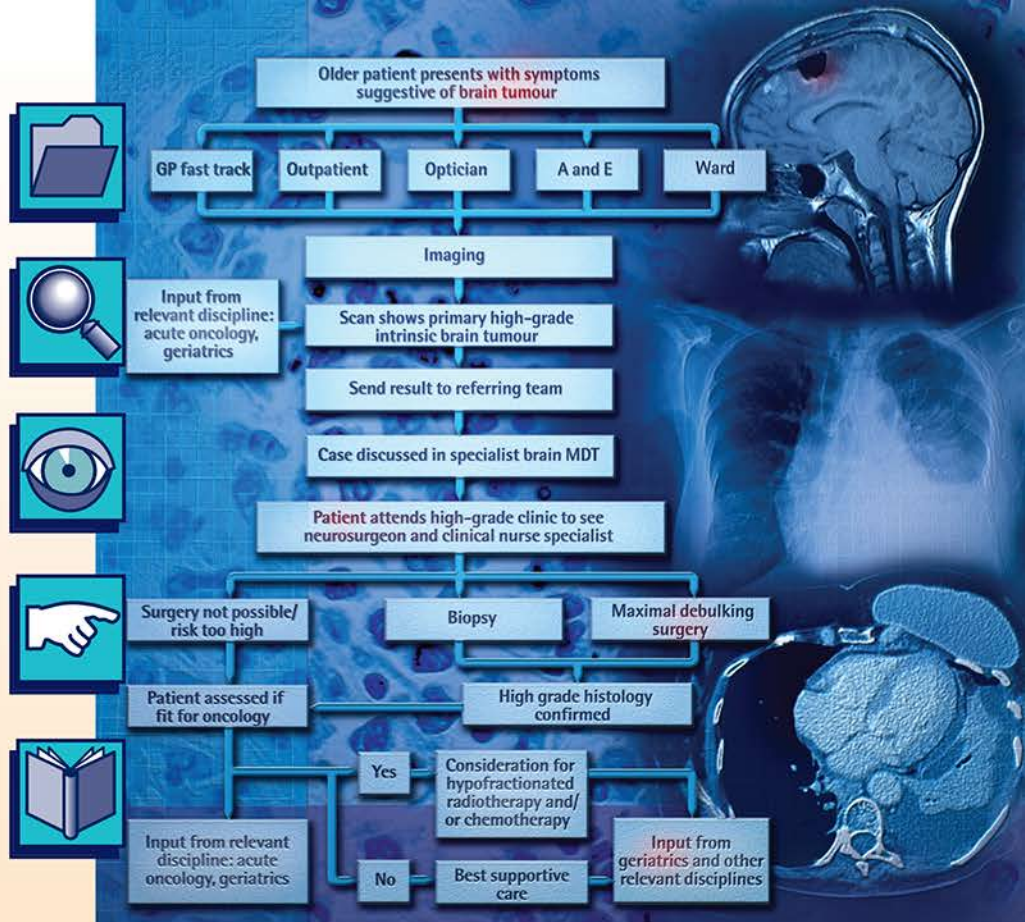 Older patient presents with symptoms
suggestive of brain tumour
GP fast track
Outpatient
Optician
A and E
Ward
Imaging
Input from
relevant discipline:
acute oncology,
geriatrics
Scan shows primary high-grade
intrinsic brain tumour
Send result to referring team
Case discussed in specialist brain MDT
Patient attends high-grade clinic to see
neurosurgeon and clinical nurse specialist
Surgery not possible/
risk too high
Biopsy
Maximal debulking
surgery
Patient assessed if
fit for oncology
High grade histology
confirmed
Yes
Consideration for
hypofractionated
radiotherapy and/
or chemotherapy
Input from relevant
discipline: acute
oncology, geriatrics
No
Best supportive
care
Input from
geriatrics and other
relevant disciplines